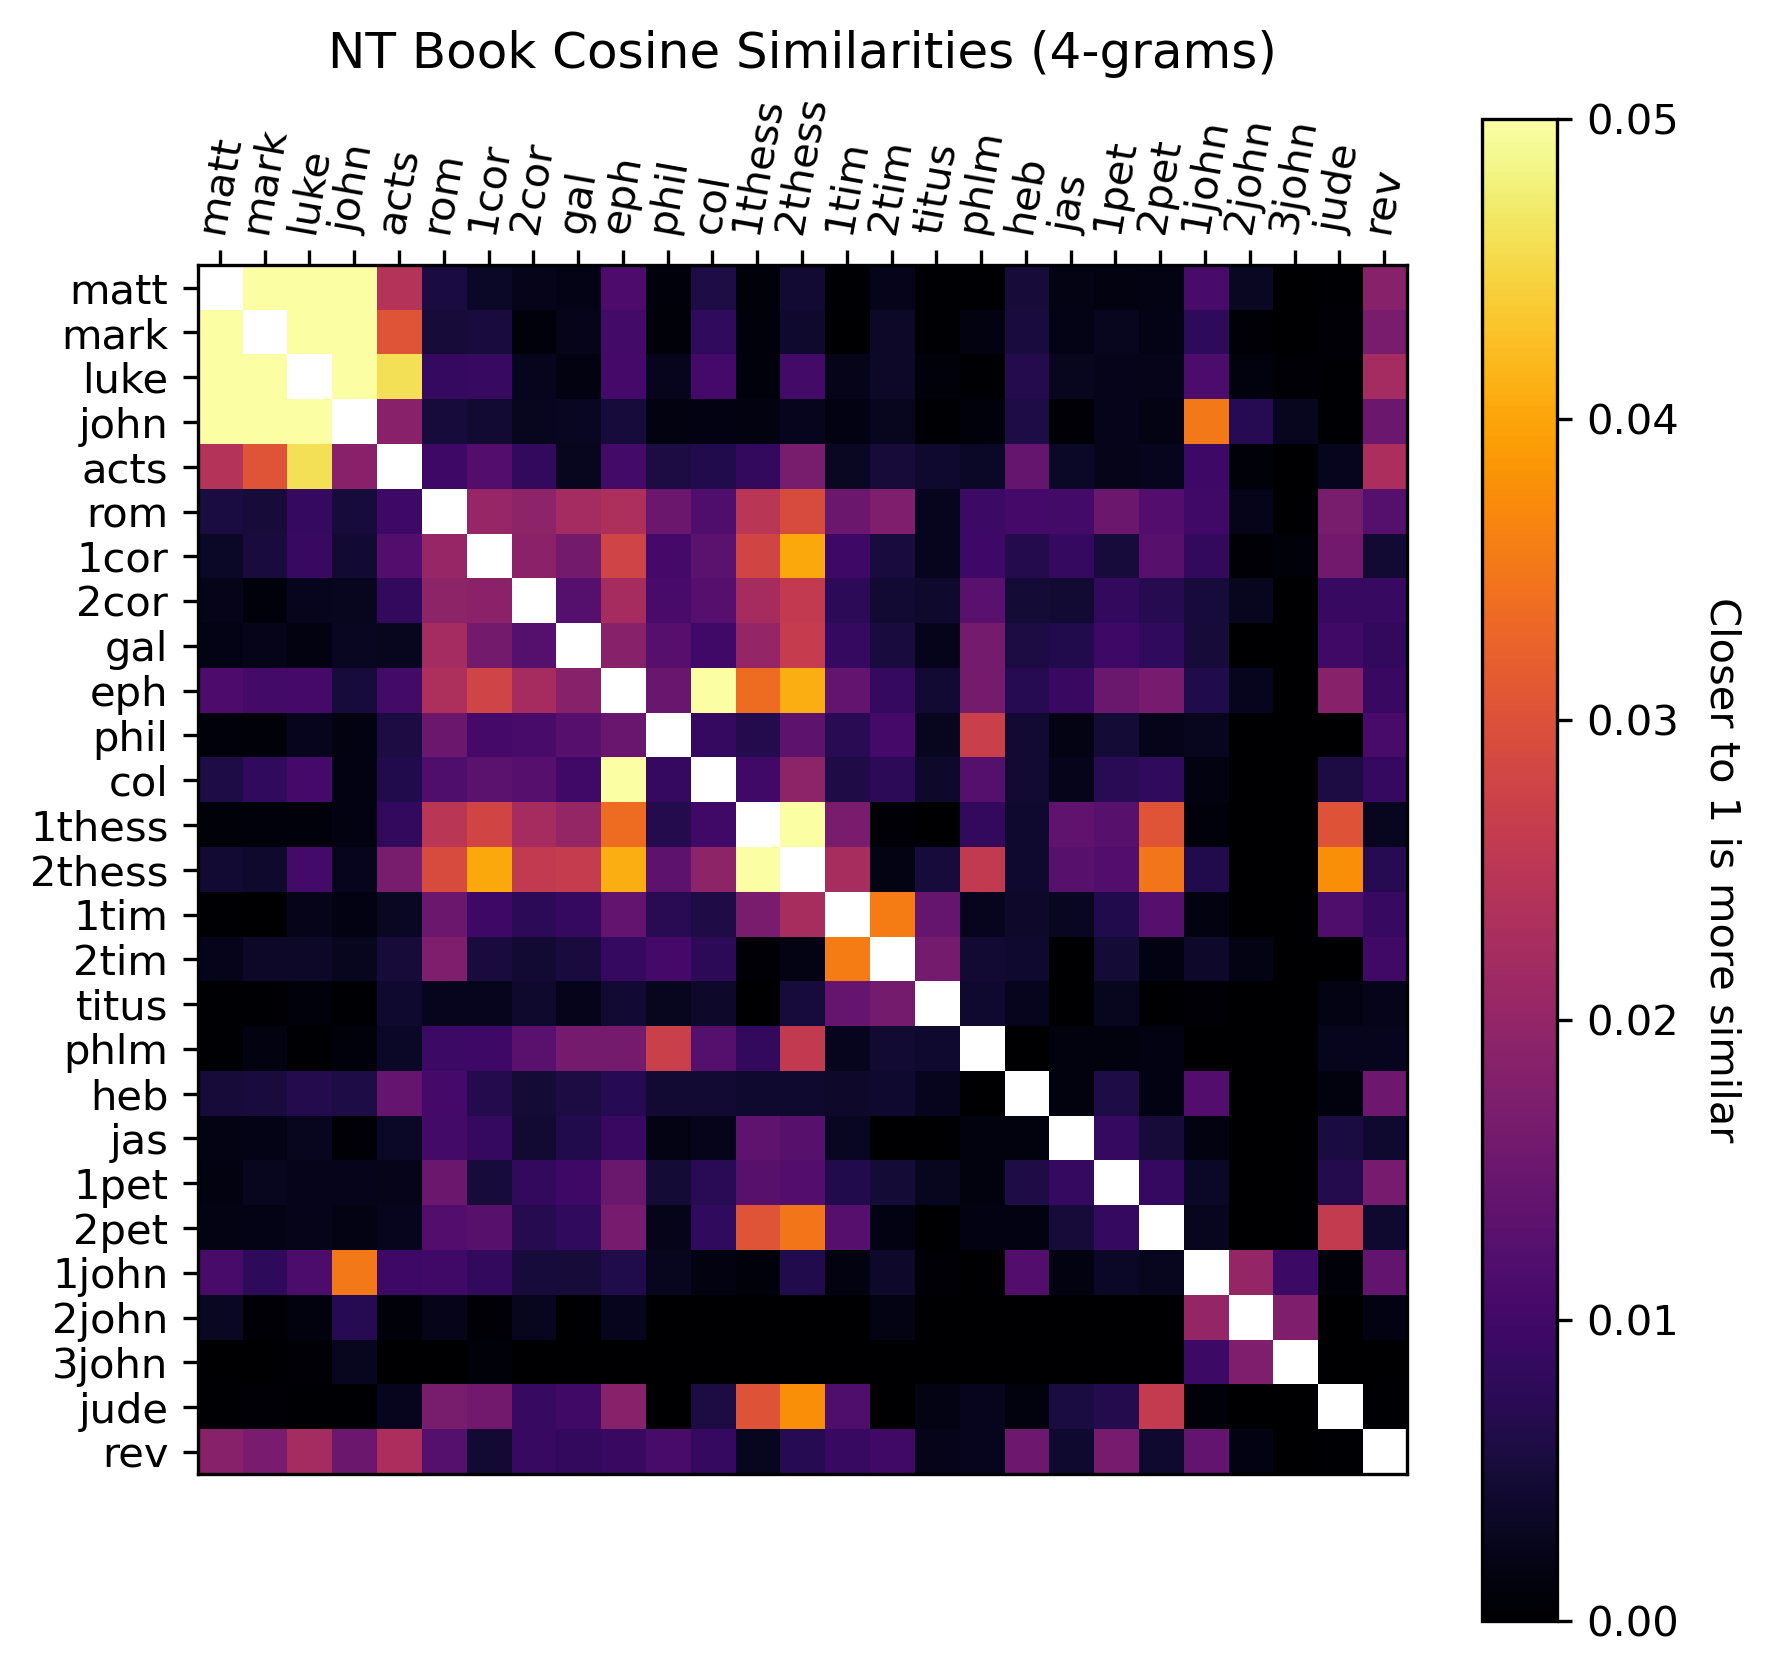 NT Book Cosine Similarities (4-grams)
matt mark luke john acts rom 1cor 2cor gal eph phil col 1thess 2thess 1tim 2tim titus phlm heb jas 1pet 2pet 1john 2john 3john jude rev
matt
mark
luke
john
acts
rom
1cor
2cor
gal
eph
phil
col
1thess
2thess
1tim
2tim
titus
phlm
heb
jas
1pet
2pet
1john
2john
3john
jude
rev
0.05
0.04
0.03
0.02
0.01
0.00
Closer to 1 is more similar